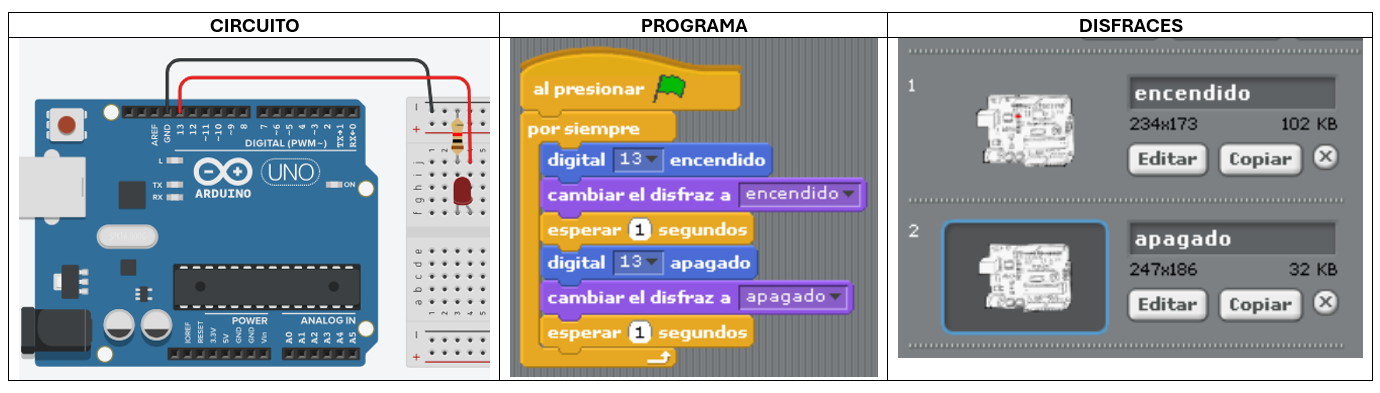 CIRCUITO
PROGRAMA
DISFRACES
AREF
GND
13
12
~11
~10
~9
8
7
~6
~5
4
~3
2
TX→1
RX←0
DIGITAL (PWM~)
L
TX
RX
ARDUINO
UNO
ON
POWER
ANALOG IN
IOREF
RESET
3.3V
5V
GND
GND
Vin
A0
A1
A2
A3
A4
A5
al presionar
por siempre
digital 13 encendido
cambiar el disfraz a encendido
esperar 1 segundos
digital 13 apagado
cambiar el disfraz a apagado
esperar 1 segundos
1
encendido
234x173 102 KB
Editar Copiar
2
apagado
247x186 32 KB
Editar Copiar